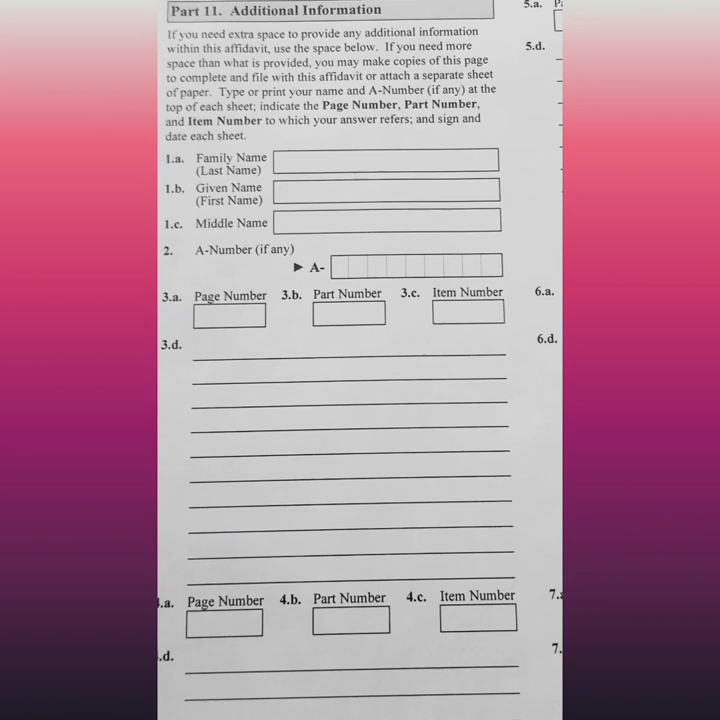 Part 11. Additional Information
If you need extra space to provide any additional information
within this affidavit, use the space below. If you need more
space than what is provided, you may make copies of this page
to complete and file with this affidavit or attach a separate sheet
of paper. Type or print your name and A-Number (if any) at the
top of each sheet; indicate the Page Number, Part Number,
and Item Number to which your answer refers; and sign and
date each sheet.
1.a. Family Name
(Last Name)
1.b. Given Name
(First Name)
1.c. Middle Name
2. A-Number (if any)
► A-
3.a. Page Number 3.b. Part Number 3.c. Item Number
3.d.
.a. Page Number 4.b. Part Number 4.c. Item Number
.d.
5.a.
5.d.
6.a.
6.d.
7.
7.